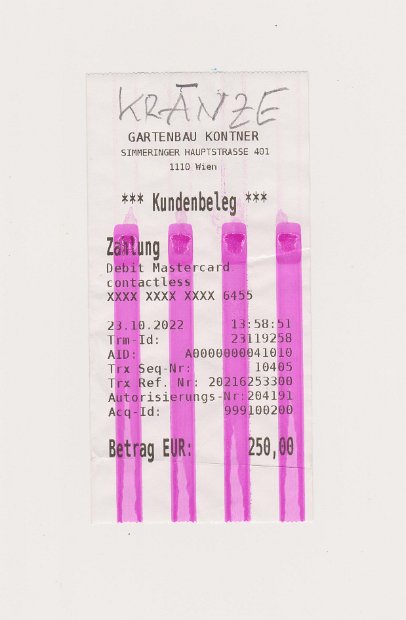 KRÄNZE
GARTENBAU KONTNER
SIMMERINGER HAUPTSTRASSE 401
1110 Wien
*** Kundenbeleg ***
Zahlung
Debit Mastercard
contactless
XXXX XXXX XXXX 6455
23.10.2022 13:58:51
Trm-Id: 23119258
AID: A0000000041010
Trx Seq-Nr: 10405
Trx Ref. Nr: 20216253300
Autorisierungs-Nr:204191
Acq-Id: 999100200
Betrag EUR: 250,00